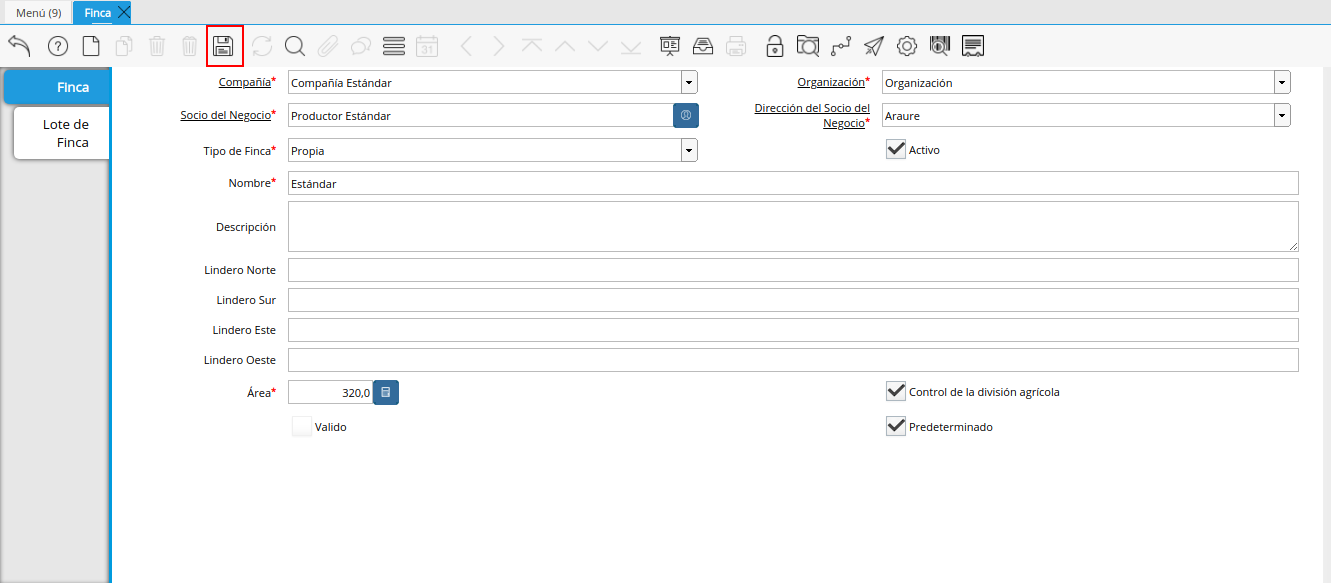 Menú (9)
Finca
31
Finca
Lote de
Finca
Compañía* Compañía Estándar
Organización* Organización
Socio del Negocio* Productor Estándar
Dirección del Socio del
Negocio* Araure
Tipo de Finca* Propia
Activo
Nombre* Estándar
Descripción
Lindero Norte
Lindero Sur
Lindero Este
Lindero Oeste
Área* 320,0
Control de la división agrícola
Valido
Predeterminado